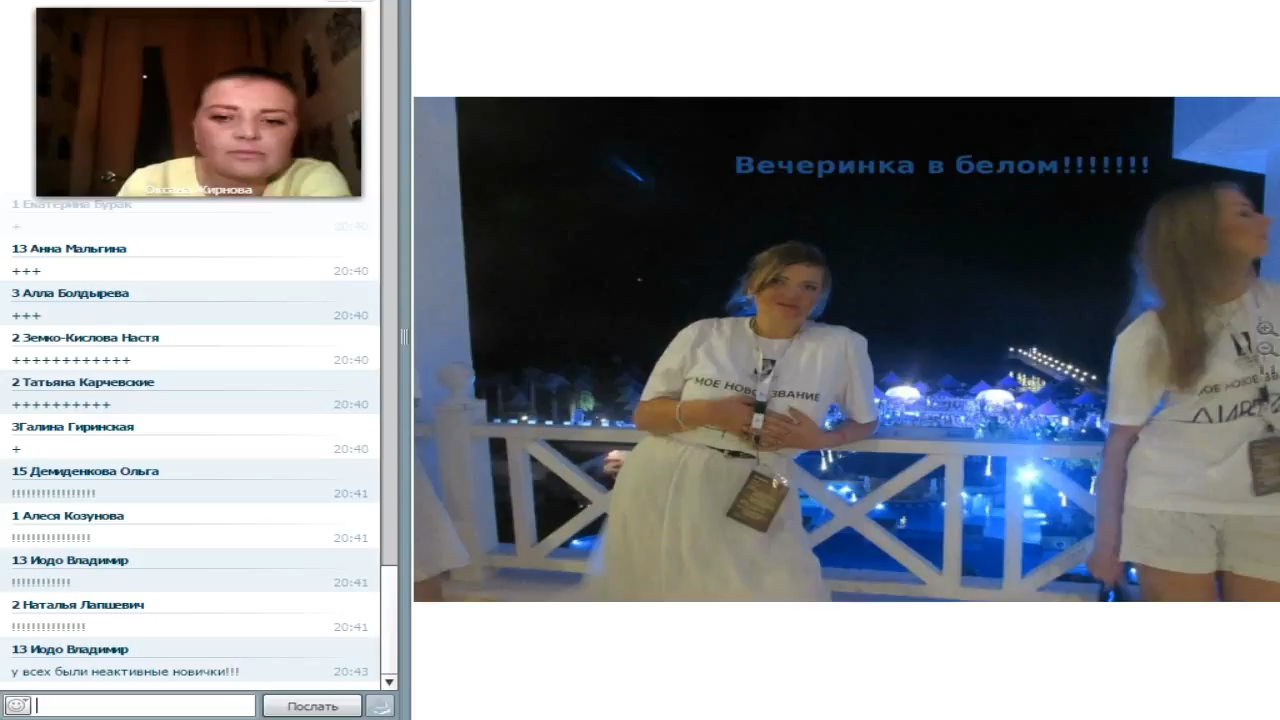 Оксана Жирнова
1 Екатерина Бурак
+ 20:40
13 Анна Мальгина
+++ 20:40
3 Алла Болдырева
+++ 20:40
2 Земко-Кислова Настя
++++++++++++ 20:40
2 Татьяна Карчевские
++++++++++ 20:40
3Галина Гиринская
+ 20:40
15 Демиденкова Ольга
!!!!!!!!!!!!!!!!! 20:41
1 Алеся Козунова
!!!!!!!!!!!!!!!! 20:41
13 Иодо Владимир
!!!!!!!!!!!! 20:41
2 Наталья Лапшевич
!!!!!!!!!!!!!!! 20:41
13 Иодо Владимир
у всех были неактивные новички!!! 20:43
Послать
Вечеринка в белом!!!!!!!
МОЕ НОВОЕ ЗВАНИЕ
МОЕ НОВОЕ ЗВ